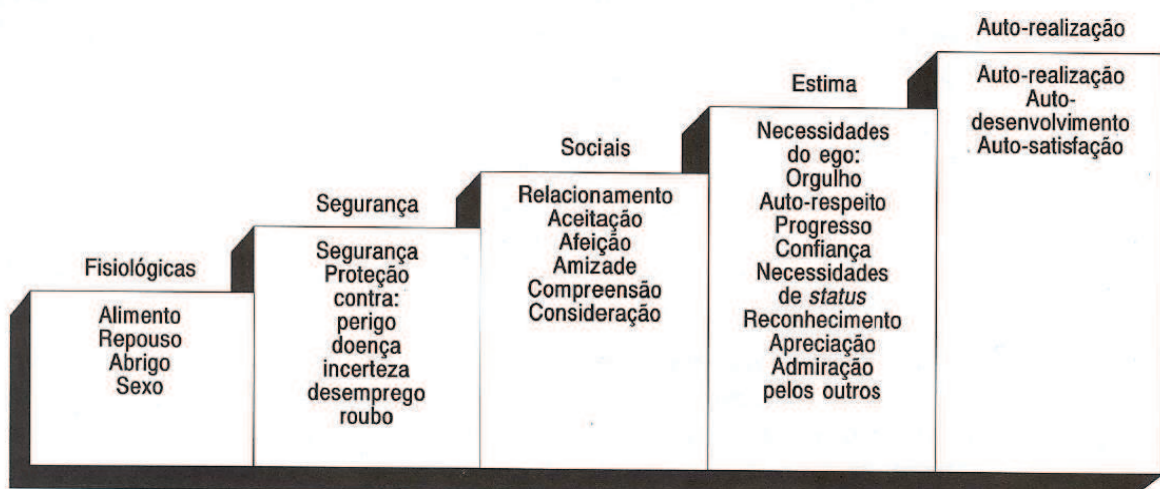 Fisiológicas
Alimento
Repouso
Abrigo
Sexo
Segurança
Segurança
Proteção
contra:
perigo
doença
incerteza
desemprego
roubo
Sociais
Relacionamento
Aceitação
Afeição
Amizade
Compreensão
Consideração
Estima
Necessidades
do ego:
Orgulho
Auto-respeito
Progresso
Confiança
Necessidades
de status
Reconhecimento
Apreciação
Admiração
pelos outros
Auto-realização
Auto-realização
Auto-
desenvolvimento
Auto-satisfação